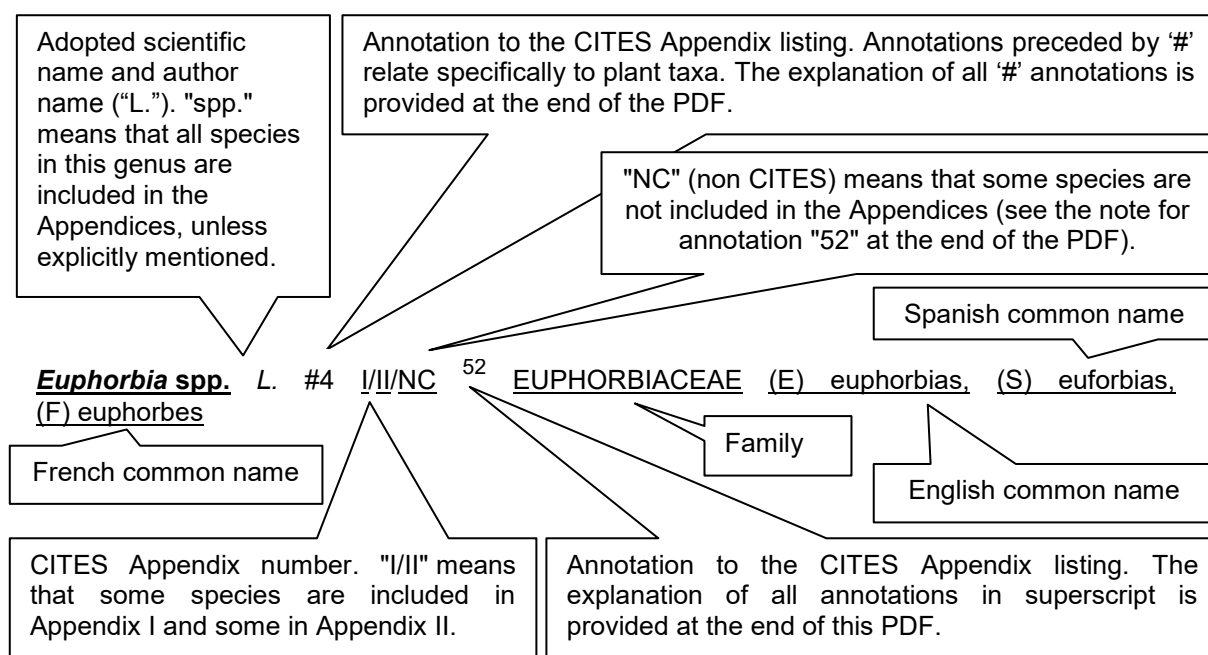 Adopted scientific
name and author
name (“L.”). "spp."
means that all species
in this genus are
included in the
Appendices, unless
explicitly mentioned.
Annotation to the CITES Appendix listing. Annotations preceded by ‘#’
relate specifically to plant taxa. The explanation of all ‘#’ annotations is
provided at the end of the PDF.
"NC" (non CITES) means that some species are
not included in the Appendices (see the note for
annotation "52" at the end of the PDF).
Spanish common name
Euphorbia spp. L. #4 I/II/NC 52 EUPHORBIACEAE (E) euphorbias, (S) euforbias,
(F) euphorbes
French common name
Family
English common name
CITES Appendix number. "I/II" means
that some species are included in
Appendix I and some in Appendix II.
Annotation to the CITES Appendix listing. The
explanation of all annotations in superscript is
provided at the end of this PDF.